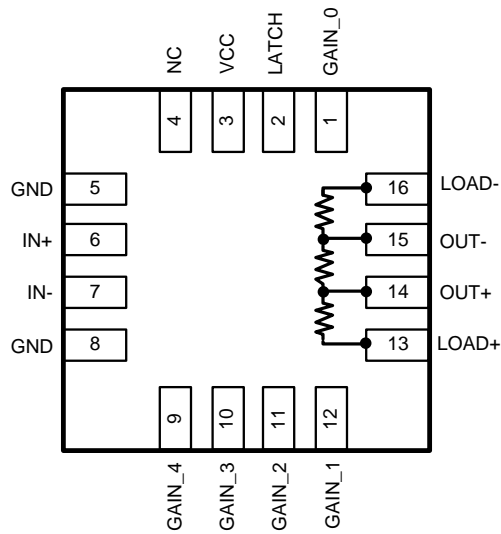 NC
VCC
LATCH
GAIN_0
4
3
2
1
GND 5
IN+ 6
IN- 7
GND 8
16 LOAD-
15 OUT-
14 OUT+
13 LOAD+
9
10
11
12
GAIN_4
GAIN_3
GAIN_2
GAIN_1